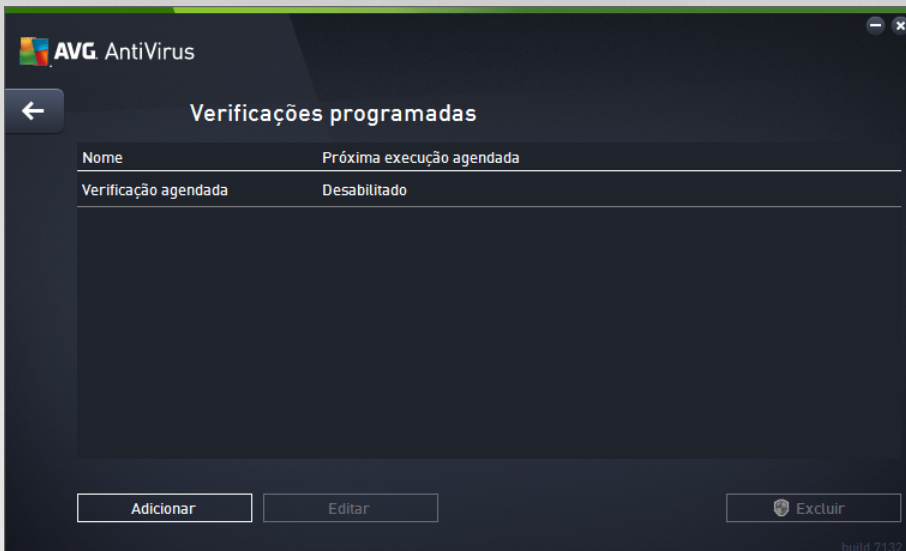 AVG AntiVirus
Verificações programadas
Nome Próxima execução agendada
Verificação agendada Desabilitado
Adicionar Editar Excluir
build 7132